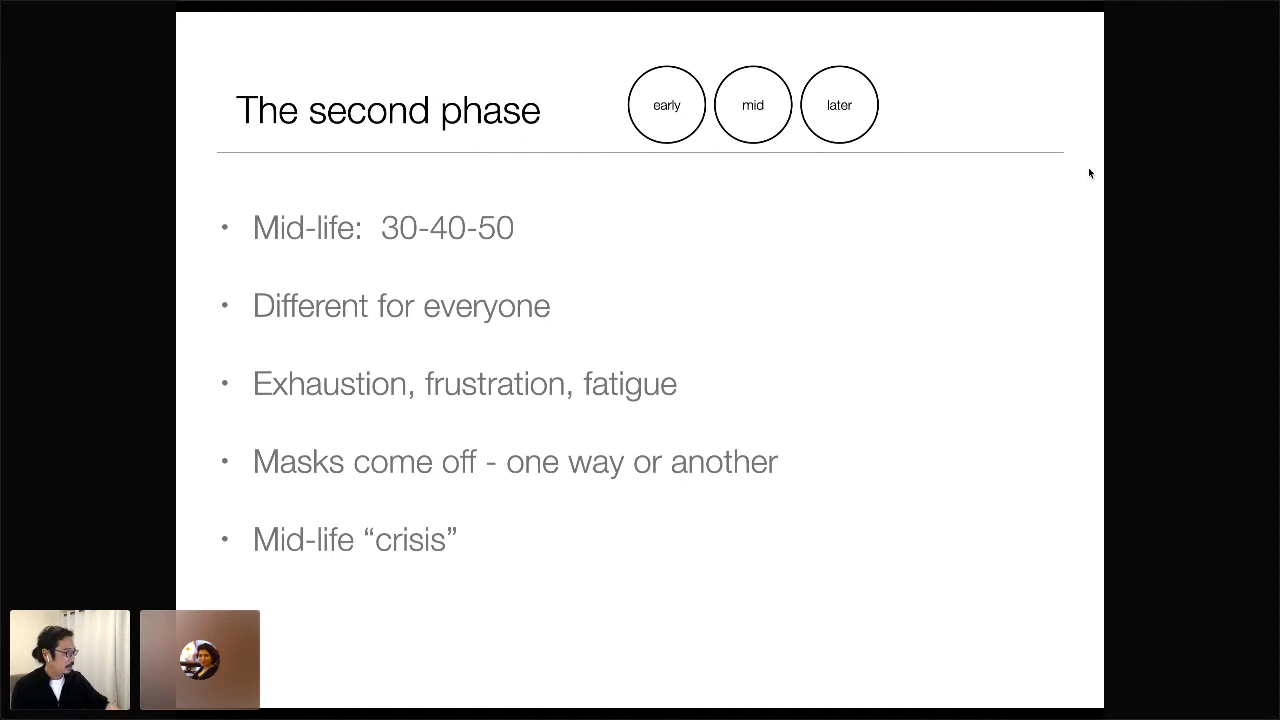 The second phase
early
mid
later
• Mid-life:  30-40-50
• Different for everyone
• Exhaustion, frustration, fatigue
• Masks come off - one way or another
• Mid-life “crisis”